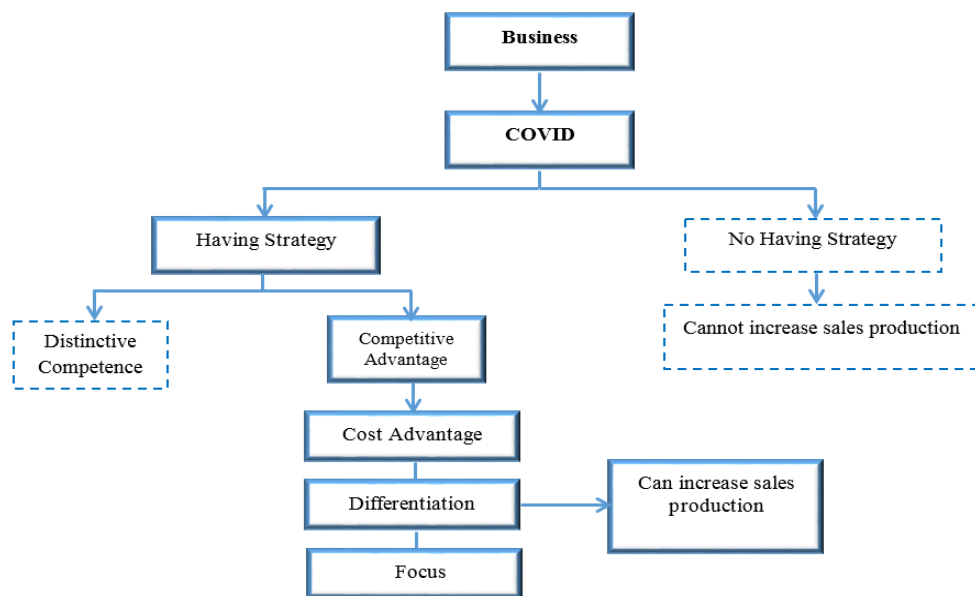 Business
COVID
Having Strategy
No Having Strategy
Distinctive
Competence
Competitive
Advantage
Cannot increase sales production
Cost Advantage
Differentiation
Can increase sales
production
Focus